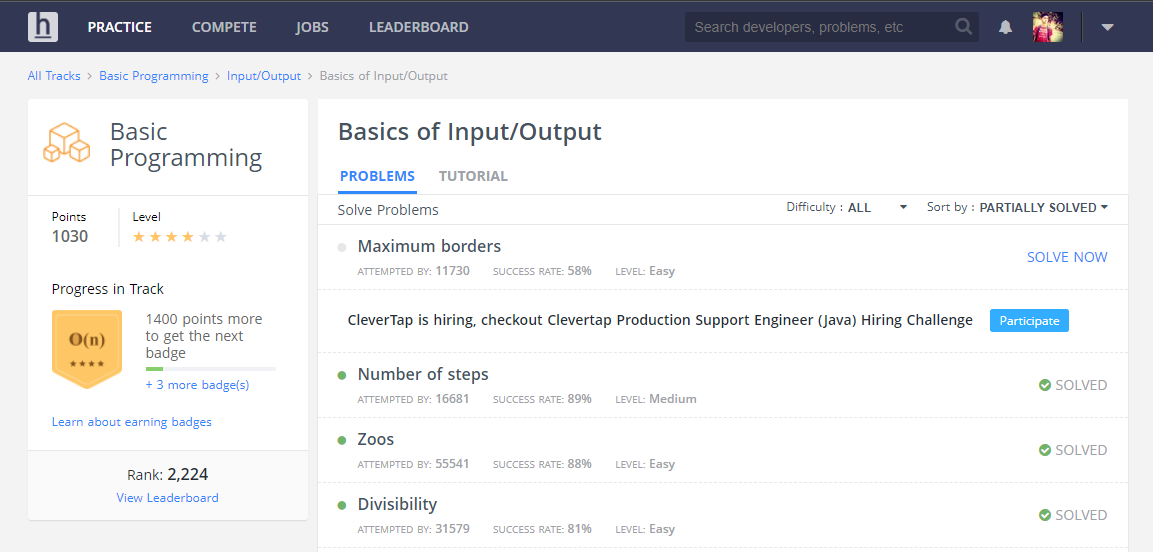 h PRACTICE COMPETE JOBS LEADERBOARD Search developers, problems, etc
All Tracks > Basic Programming > Input/Output > Basics of Input/Output
Basic
Programming
Points Level
1030
Progress in Track
O(n)
1400 points more
to get the next
badge
+ 3 more badge(s)
Learn about earning badges
Rank: 2,224
View Leaderboard
Basics of Input/Output
PROBLEMS TUTORIAL
Solve Problems Difficulty : ALL Sort by : PARTIALLY SOLVED
Maximum borders
ATTEMPTED BY: 11730 SUCCESS RATE: 58% LEVEL: Easy
SOLVE NOW
CleverTap is hiring, checkout Clevertap Production Support Engineer (Java) Hiring Challenge Participate
Number of steps
ATTEMPTED BY: 16681 SUCCESS RATE: 89% LEVEL: Medium
SOLVED
Zoos
ATTEMPTED BY: 55541 SUCCESS RATE: 88% LEVEL: Easy
SOLVED
Divisibility
ATTEMPTED BY: 31579 SUCCESS RATE: 81% LEVEL: Easy
SOLVED